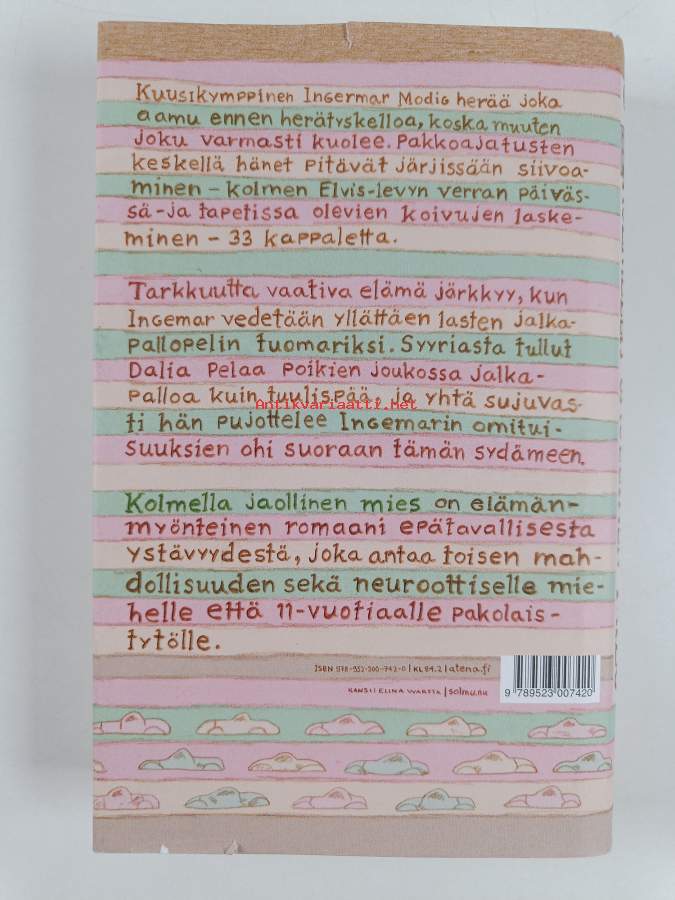 Kuusikymppinen Ingermar Modig herää joka
aamu ennen herätyskelloa, koska muuten
joku varmasti kuolee. Pakkoajatusten
keskellä hänet pitävät järjissään siivoa-
minen – kolmen Elvis-levyn verran päiväs-
sä – ja tapetissa olevien koivujen laske-
minen – 33 kappaletta.
Tarkkuutta vaativa elämä järkkyy, kun
Ingemar vedetään yllättäen lasten jalka-
pallopelin tuomariksi. Syyriasta tullut
Dalia pelaa poikien joukossa jalka-
palloa kuin tuulispää, ja yhtä sujuvas-
Antikvariaatti.net
ti hän pujottelee Ingemarin omitui-
suuksien ohi suoraan tämän sydämeen.
Kolmella jaollinen mies on elämän-
myönteinen romaani epätavallisesta
ystävyydestä, joka antaa toisen mah-
dollisuuden sekä neuroottiselle mie-
helle että 11-vuotiaalle pakolais-
tytölle.
ISBN 978-952-300-742-0 | KL 84.2 | atena.fi
KANSI ELINA WARSTA | solmu.nu
9 789523 007420